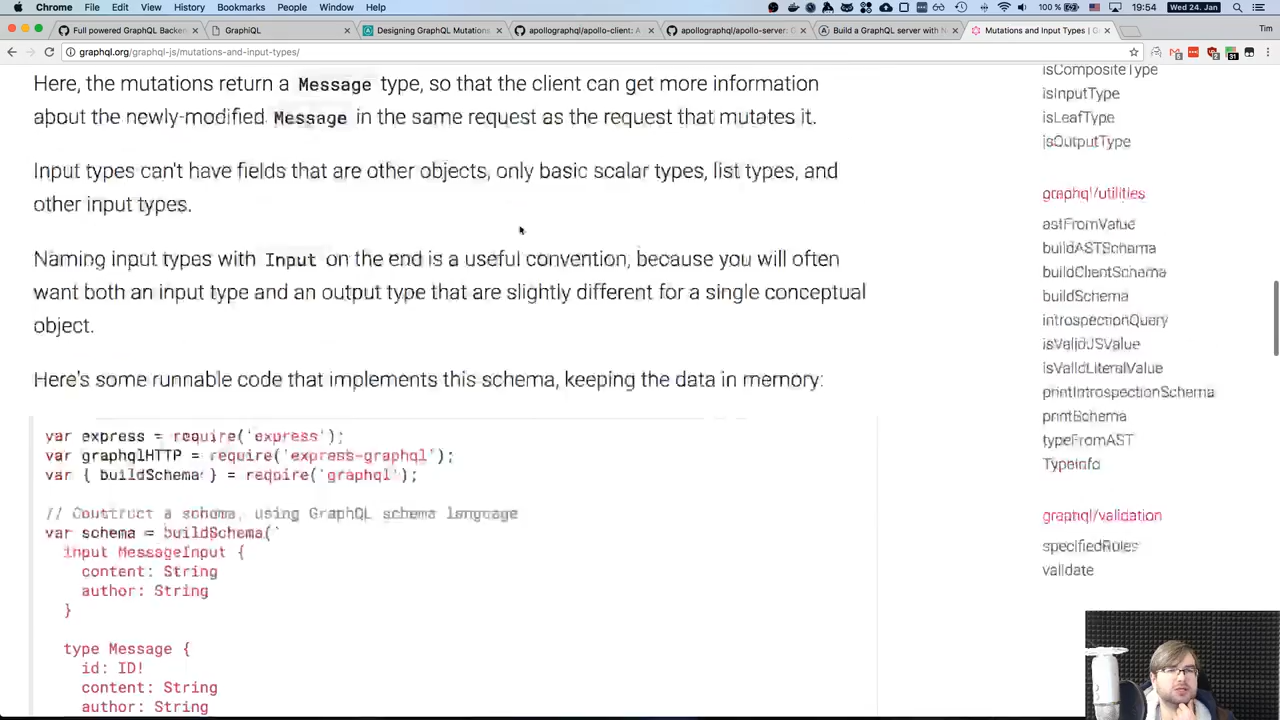 Chrome File Edit View History Bookmarks People Window Help 100 % 19:54 Wed 24. Jan
Full powered GraphQL Backen GraphiQL Designing GraphQL Mutations apollographql/apollo-client: A apollographql/apollo-server: G Build a GraphQL server with N Mutations and Input Types | G Tim
graphql.org/graphql-js/mutations-and-input-types/
Here, the mutations return a Message type, so that the client can get more information
about the newly-modified Message in the same request as the request that mutates it.
Input types can't have fields that are other objects, only basic scalar types, list types, and
other input types.
Naming input types with Input on the end is a useful convention, because you will often
want both an input type and an output type that are slightly different for a single conceptual
object.
Here's some runnable code that implements this schema, keeping the data in memory:
var express = require('express');
var graphqlHTTP = require('express-graphql');
var { buildSchema } = require('graphql');
// Construct a schema, using GraphQL schema language
var schema = buildSchema(`
input MessageInput {
content: String
author: String
}
type Message {
id: ID!
content: String
author: String
isCompositeType
isInputType
isLeafType
isOutputType
graphql/utilities
astFromValue
buildASTSchema
buildClientSchema
buildSchema
introspectionQuery
isValidJSValue
isValidLiteralValue
printIntrospectionSchema
printSchema
typeFromAST
TypeInfo
graphql/validation
specifiedRules
validate